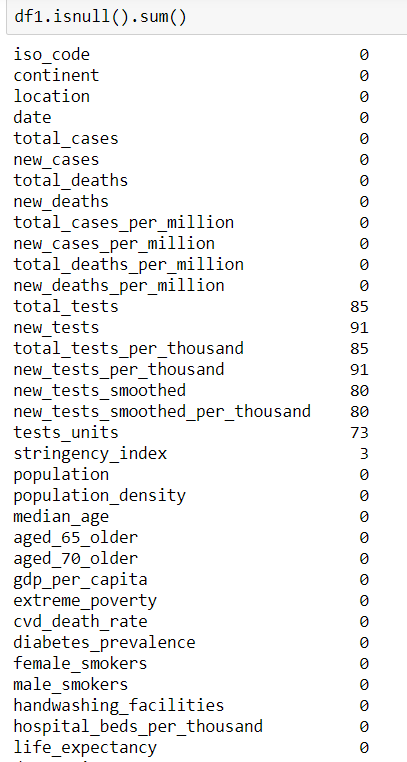 df1.isnull().sum()
iso_code 0
continent 0
location 0
date 0
total_cases 0
new_cases 0
total_deaths 0
new_deaths 0
total_cases_per_million 0
new_cases_per_million 0
total_deaths_per_million 0
new_deaths_per_million 0
total_tests 85
new_tests 91
total_tests_per_thousand 85
new_tests_per_thousand 91
new_tests_smoothed 80
new_tests_smoothed_per_thousand 80
tests_units 73
stringency_index 3
population 0
population_density 0
median_age 0
aged_65_older 0
aged_70_older 0
gdp_per_capita 0
extreme_poverty 0
cvd_death_rate 0
diabetes_prevalence 0
female_smokers 0
male_smokers 0
handwashing_facilities 0
hospital_beds_per_thousand 0
life_expectancy 0